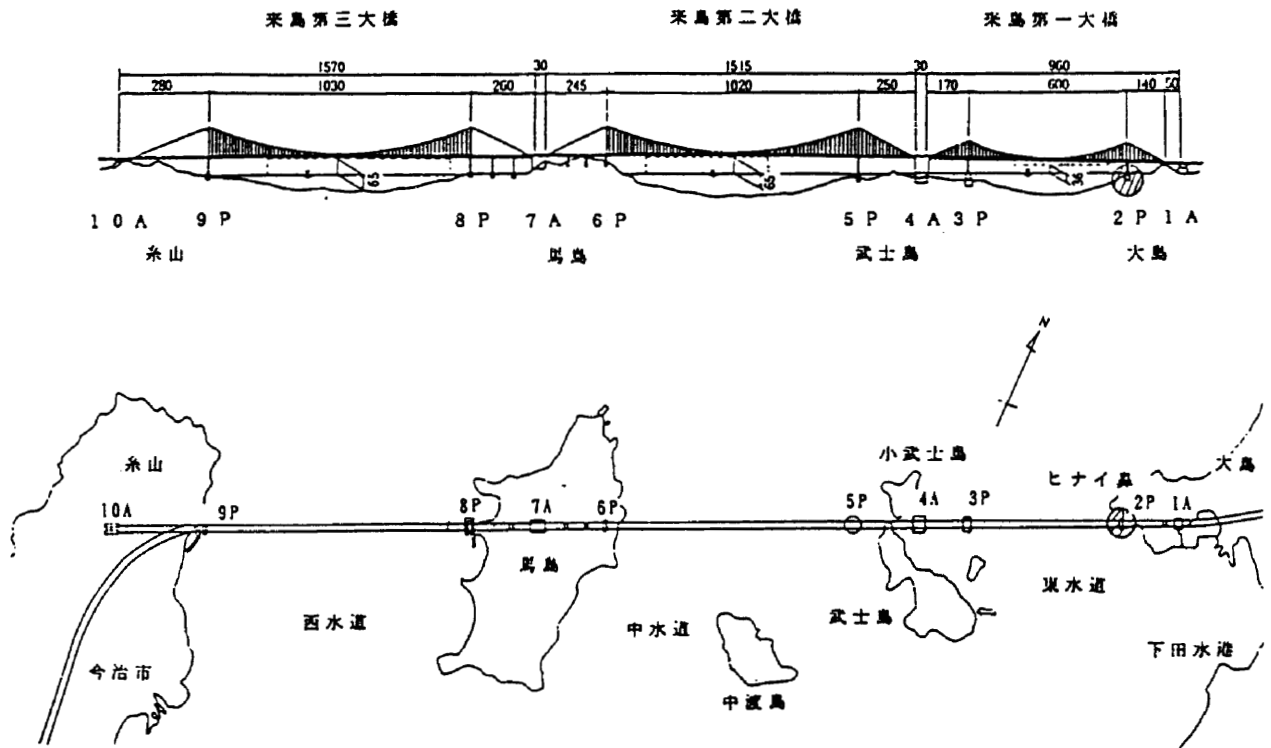 来島第三大橋 来島第二大橋 来島第一大橋
1570 30 1515 30 960
280 1030 260 245 1020 250 170 600 140 50
65 65 36
10A 9P 8P 7A 6P 5P 4A 3P 2P 1A
糸山 馬島 武士島 大島
N
糸山 小武士島 ヒナイ鼻 大島
10A 9P 8P 7A 6P 5P 4A 3P 2P 1A
馬島
西水道 中水道 武士島 東水道
今治市 中渡島 下田水港